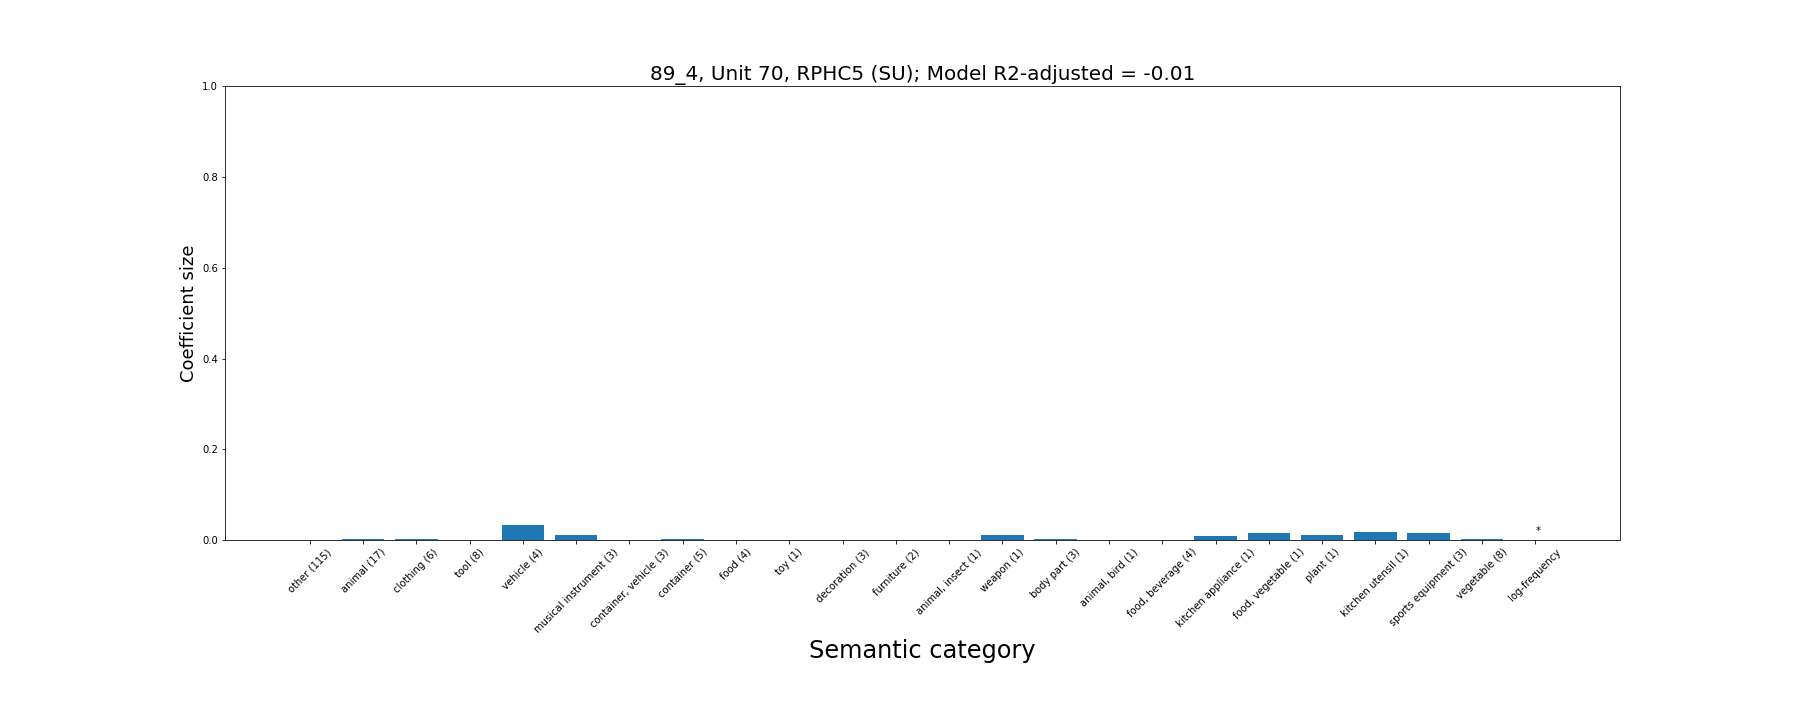 89_4, Unit 70, RPHC5 (SU); Model R2-adjusted = -0.01
1.0
0.8
0.6
0.4
0.2
0.0
Coefficient size
*
other (115)
animal (17)
clothing (6)
tool (8)
vehicle (4)
musical instrument (3)
container, vehicle (3)
container (5)
food (4)
toy (1)
decoration (3)
furniture (2)
animal, insect (1)
weapon (1)
body part (3)
animal, bird (1)
food, beverage (4)
kitchen appliance (1)
food, vegetable (1)
plant (1)
kitchen utensil (1)
sports equipment (3)
vegetable (8)
log-frequency
Semantic category